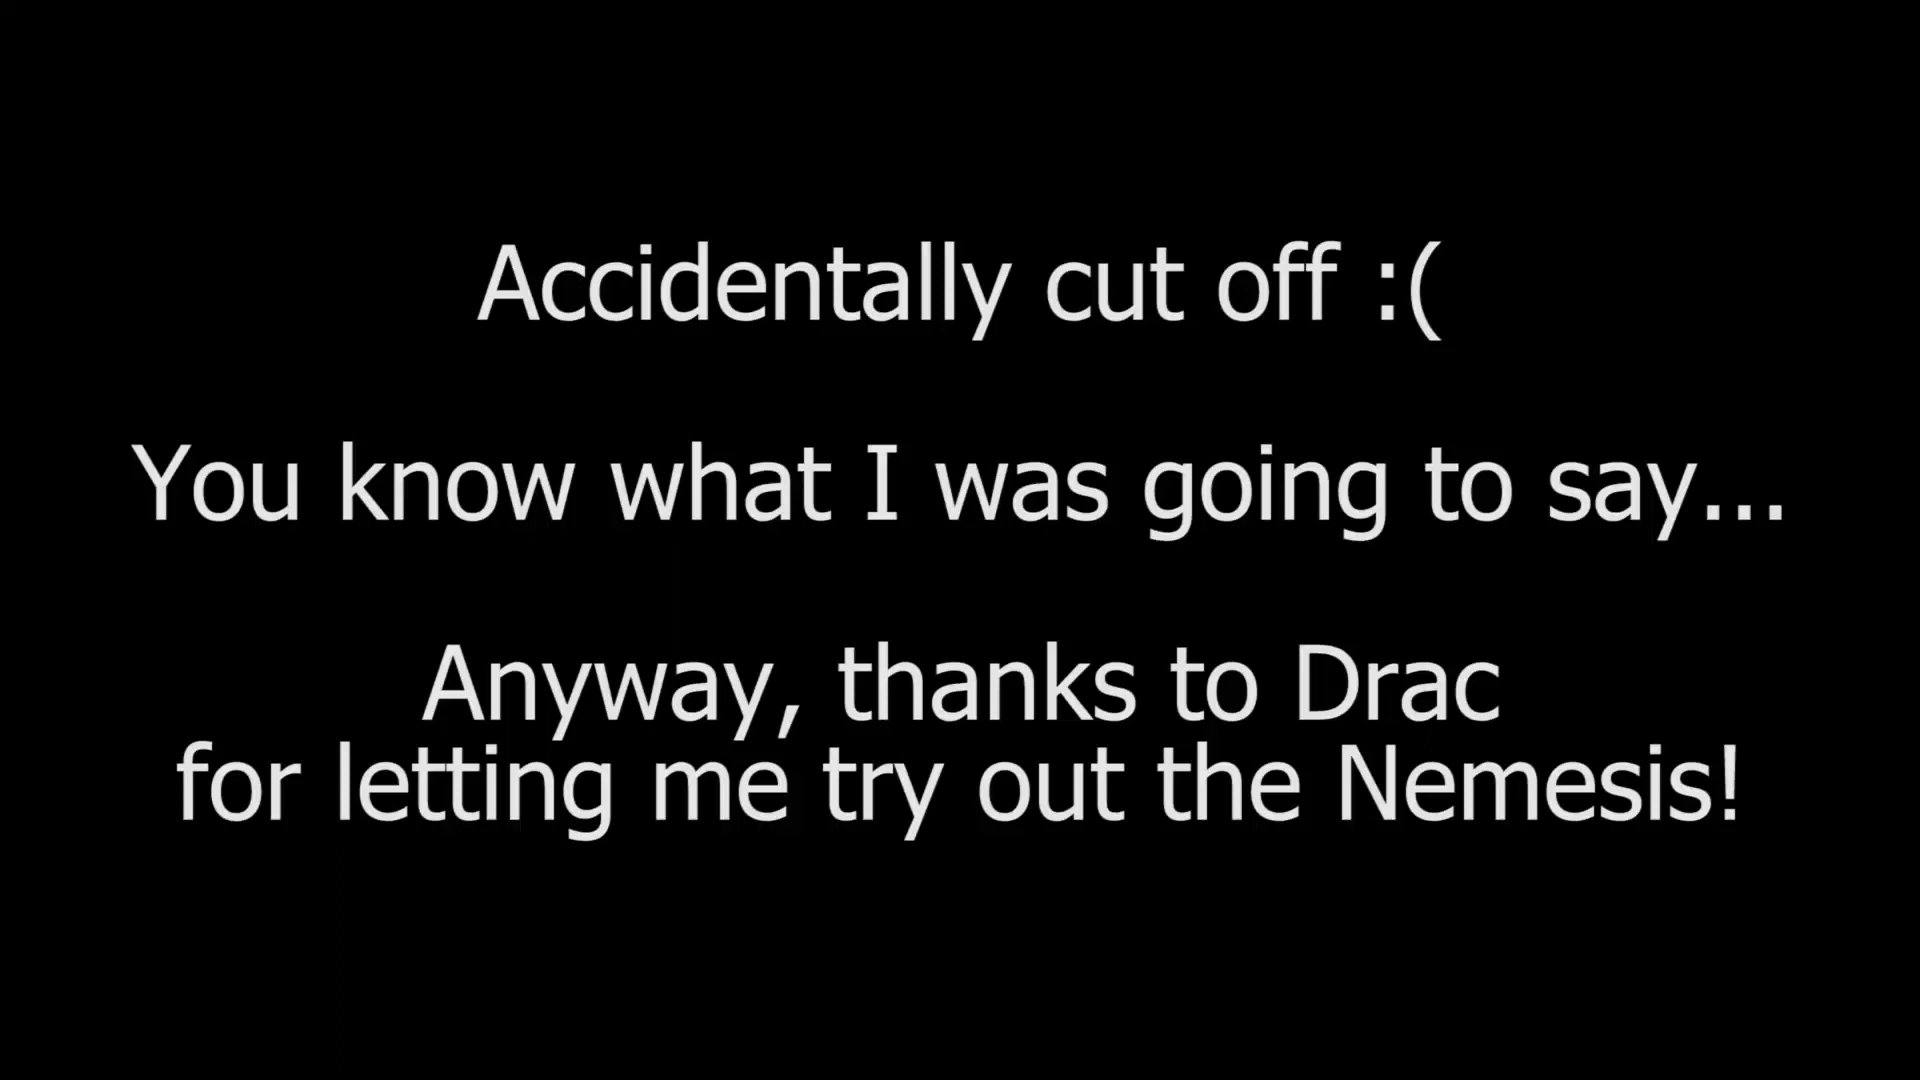 Accidentally cut off :(
You know what I was going to say...
Anyway, thanks to Drac
for letting me try out the Nemesis!